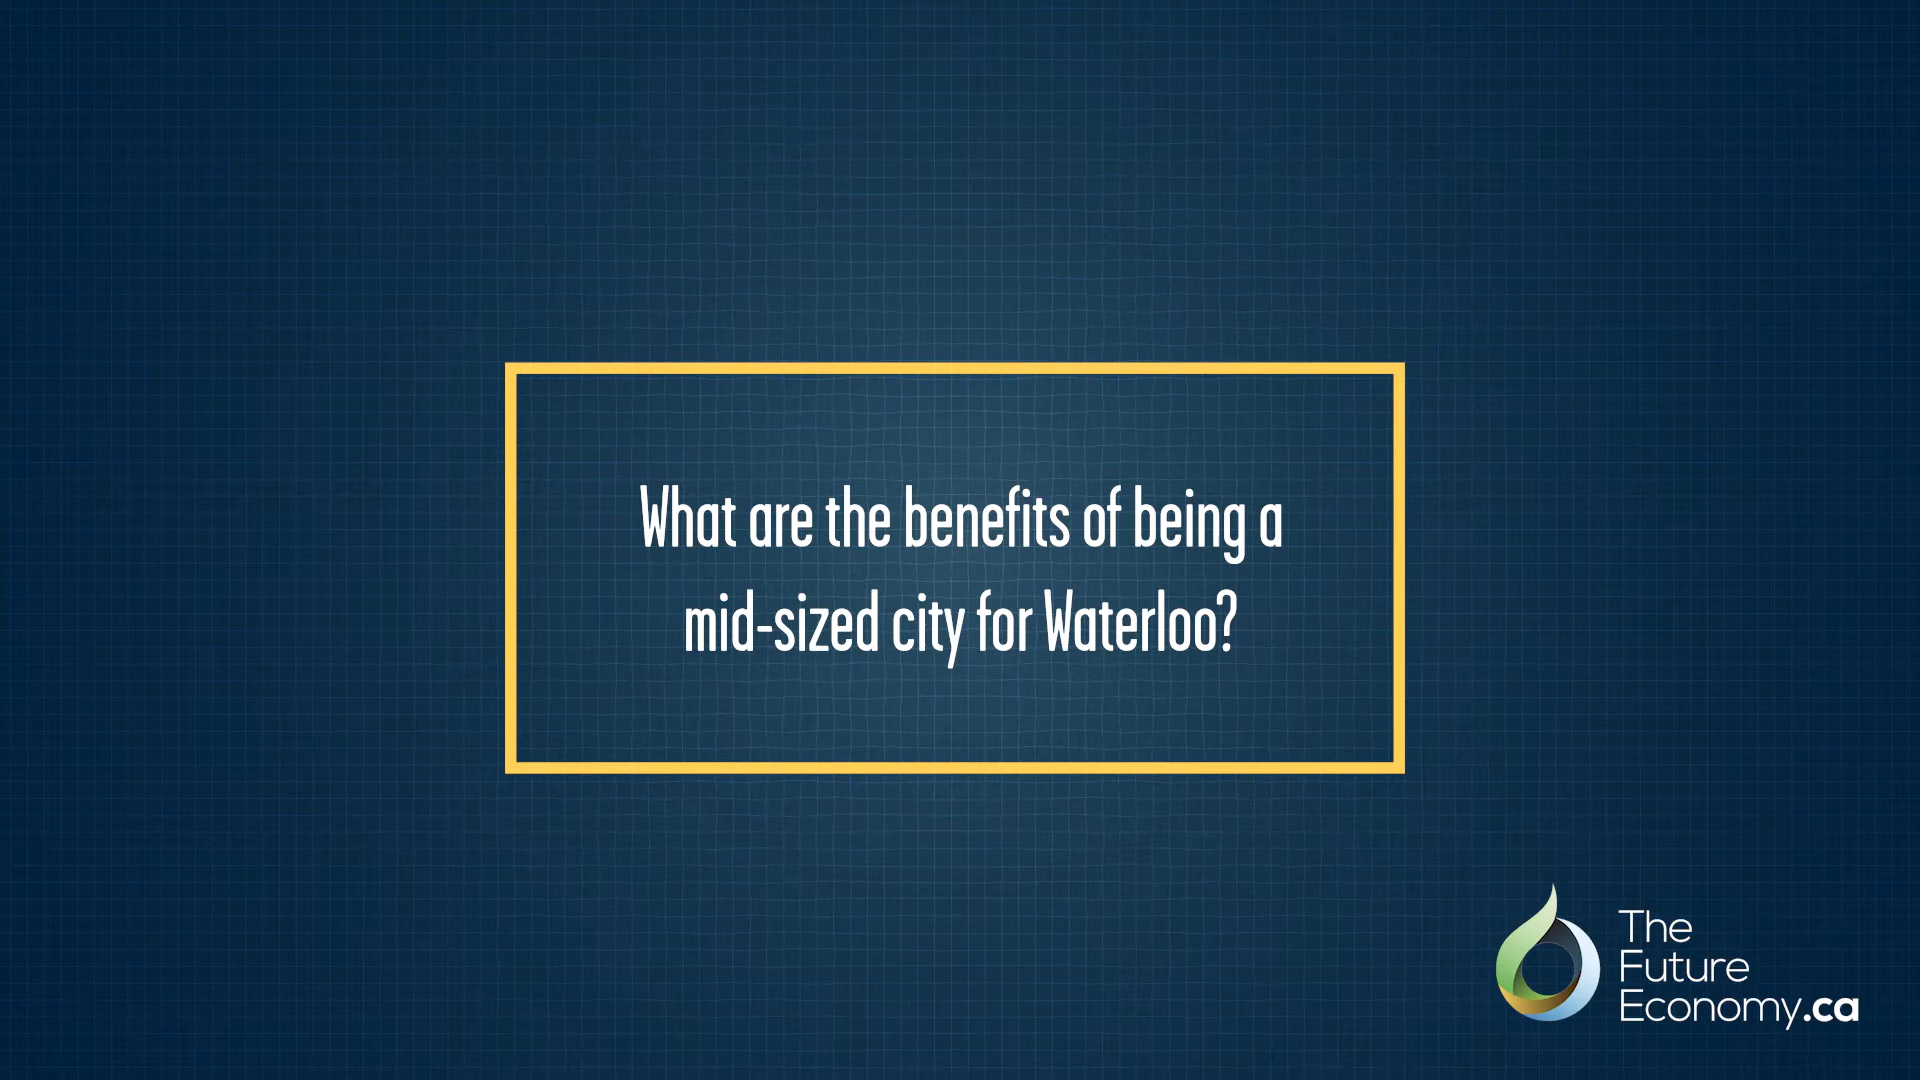 What are the benefits of being a
mid-sized city for Waterloo?
The
Future
Economy.ca